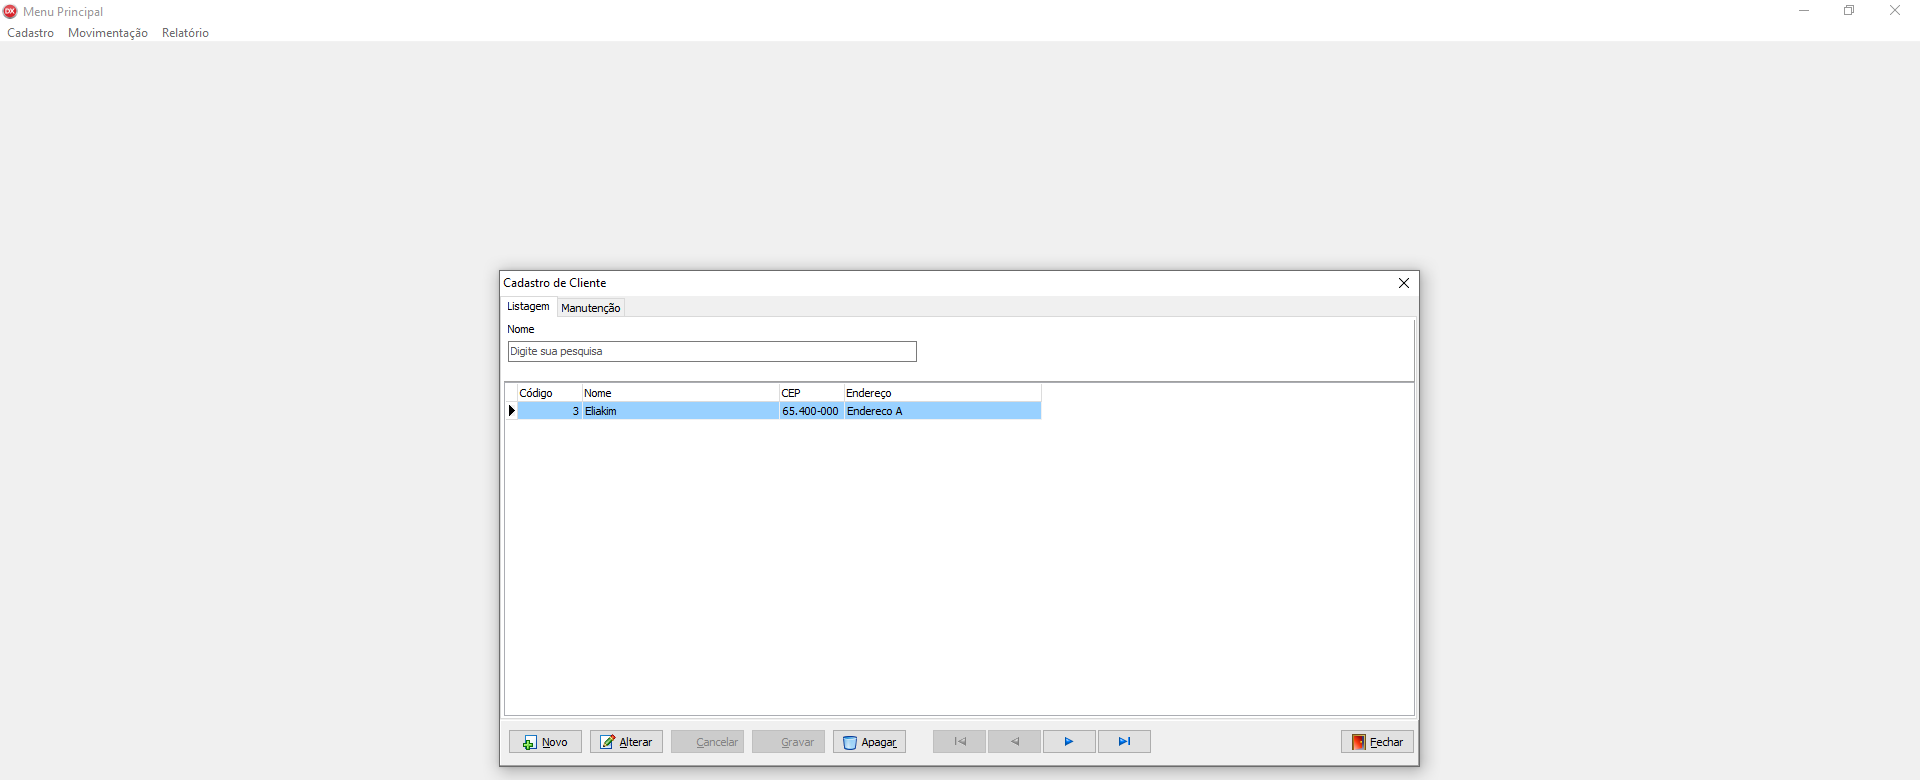 DX Menu Principal
Cadastro Movimentação Relatório
Cadastro de Cliente
Listagem Manutenção
Nome
Digite sua pesquisa
Código Nome CEP Endereço
3 Eliakim 65.400-000 Endereco A
Novo Alterar Cancelar Gravar Apagar Fechar